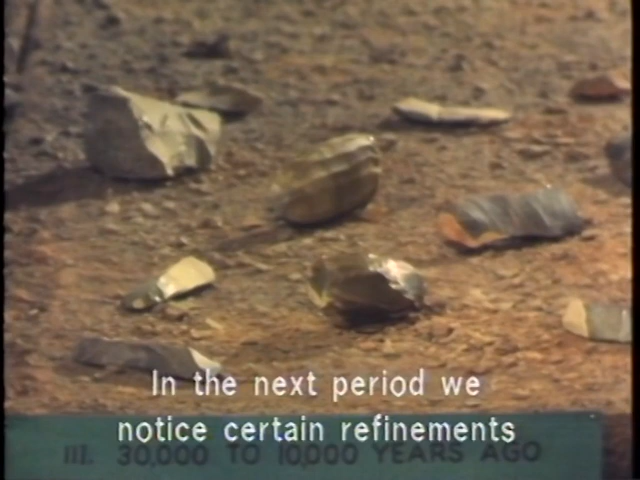 In the next period we
notice certain refinements
III. 30,000 TO 10,000 YEARS AGO